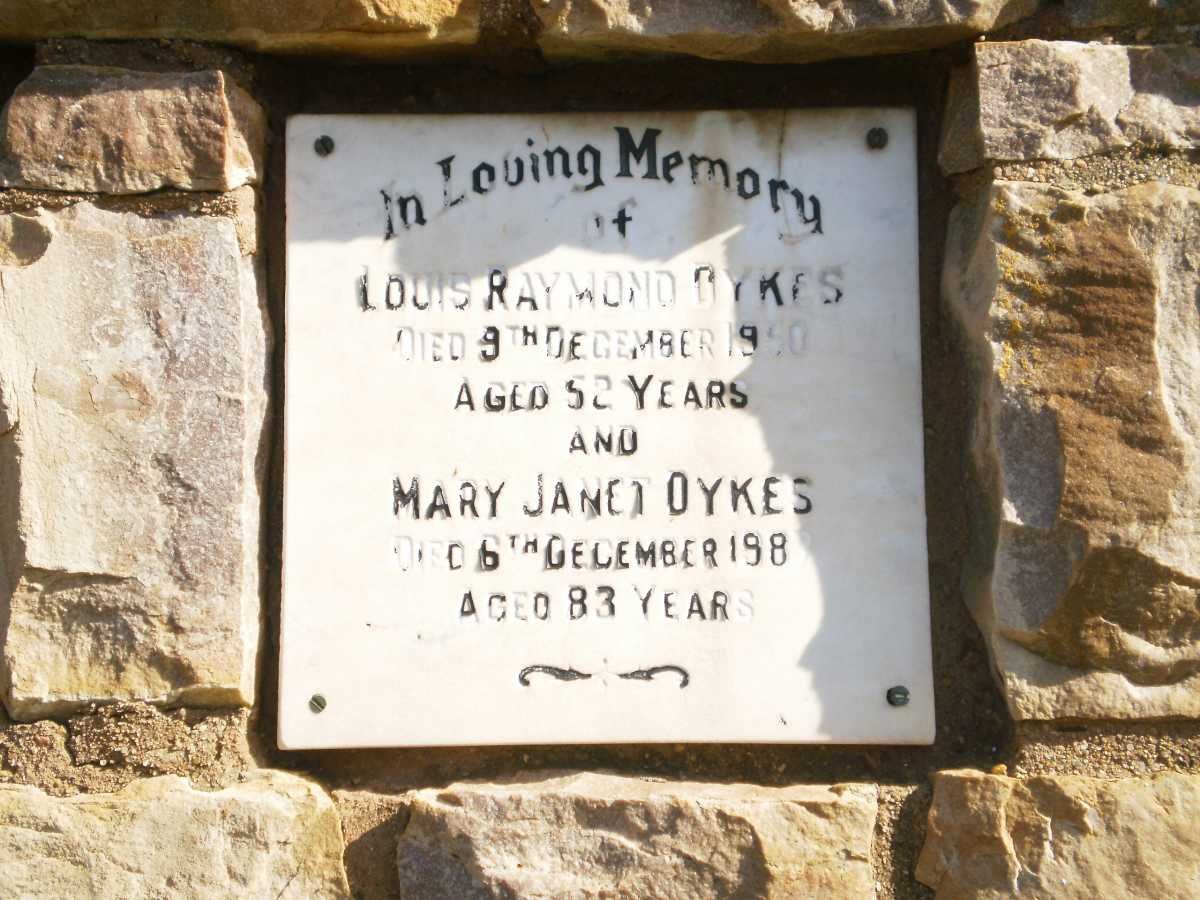 In Loving Memory
of
LOUIS RAYMOND DYKES
DIED 9TH DECEMBER
AGED 52 YEARS
AND
MARY JANET DYKES
DIED 6TH DECEMBER
AGED 83 YEARS